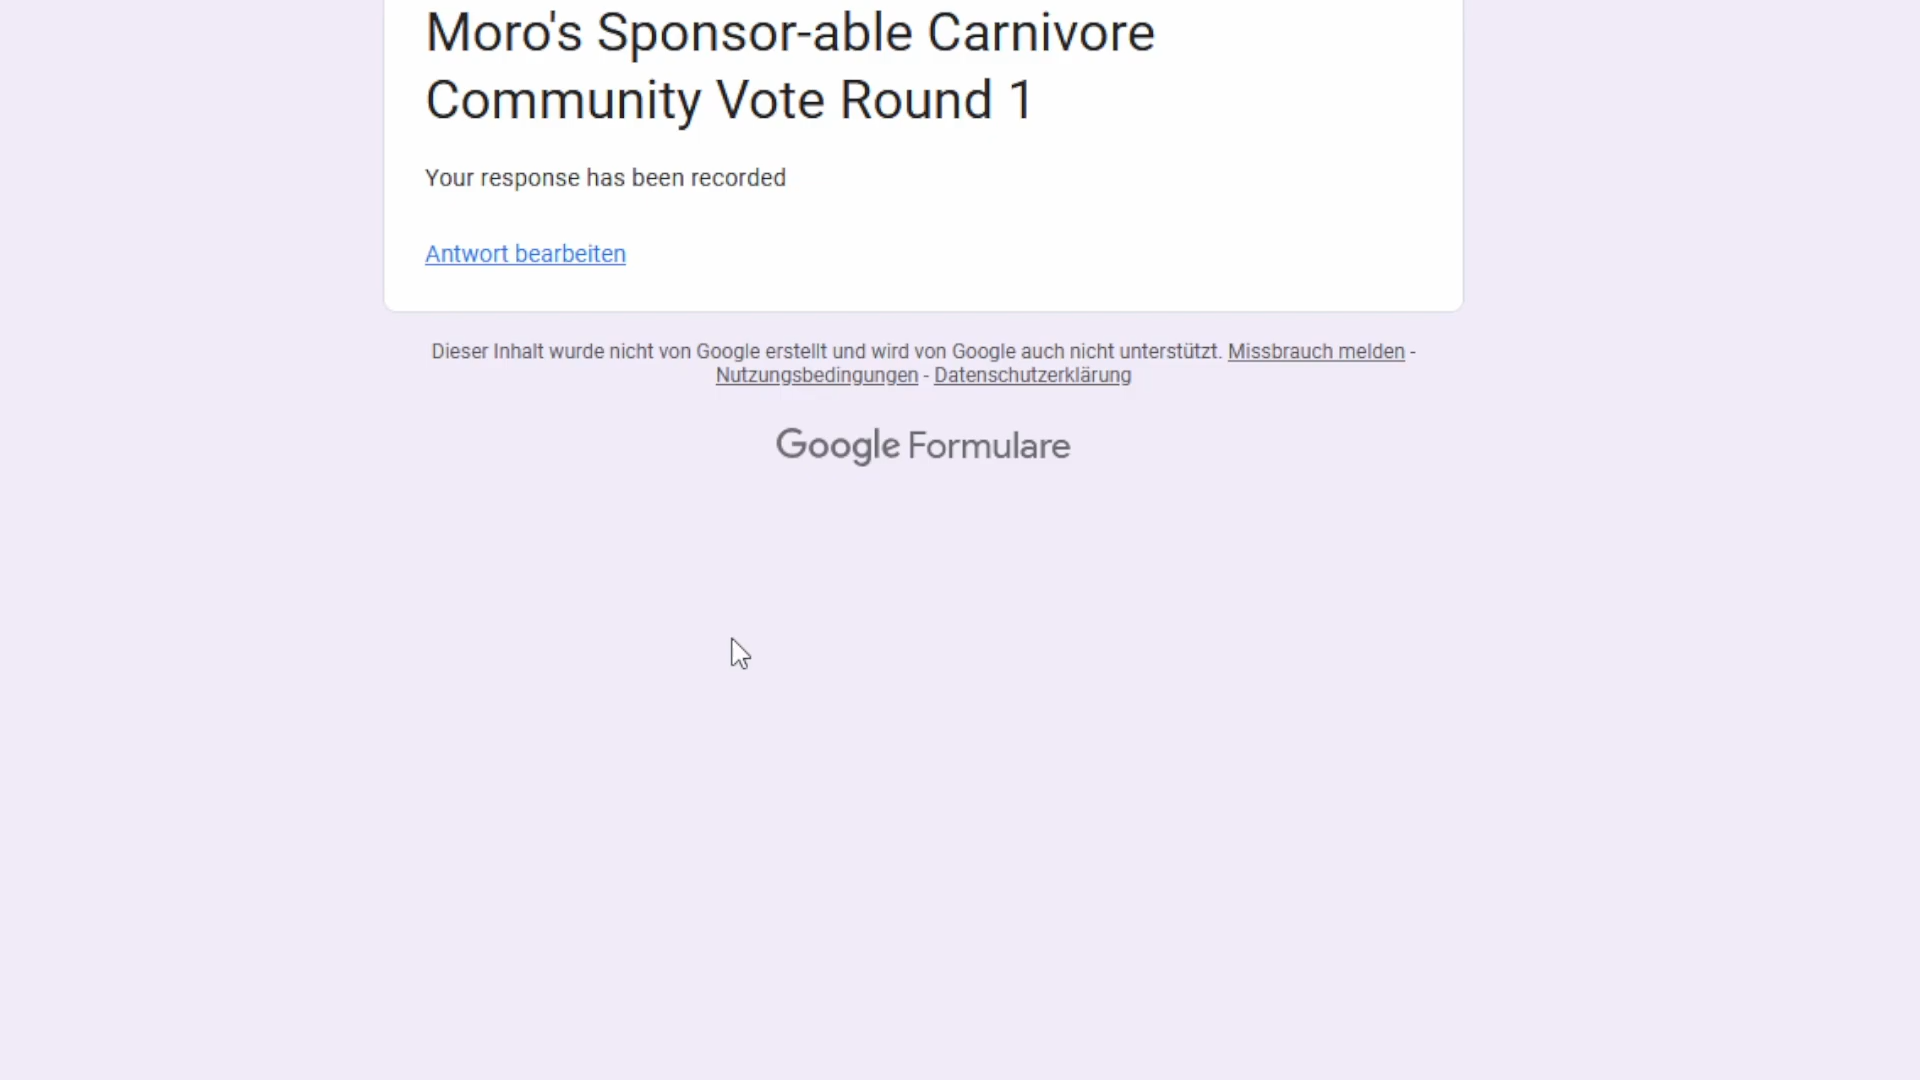 Moro's Sponsor-able Carnivore
Community Vote Round 1
Your response has been recorded
Antwort bearbeiten
Dieser Inhalt wurde nicht von Google erstellt und wird von Google auch nicht unterstützt. Missbrauch melden -
Nutzungsbedingungen - Datenschutzerklärung
Google Formulare